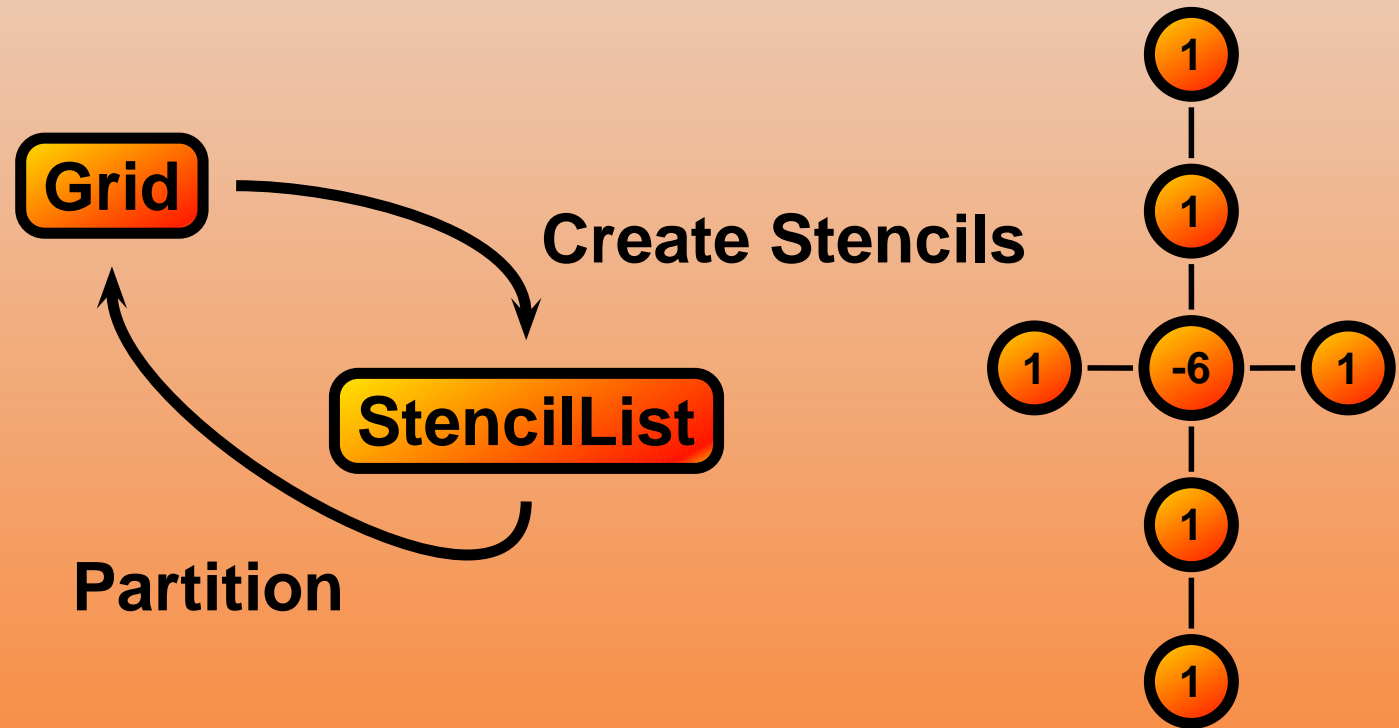 Grid
Create Stencils
StencilList
Partition
1
1
1 -6 1
1
1